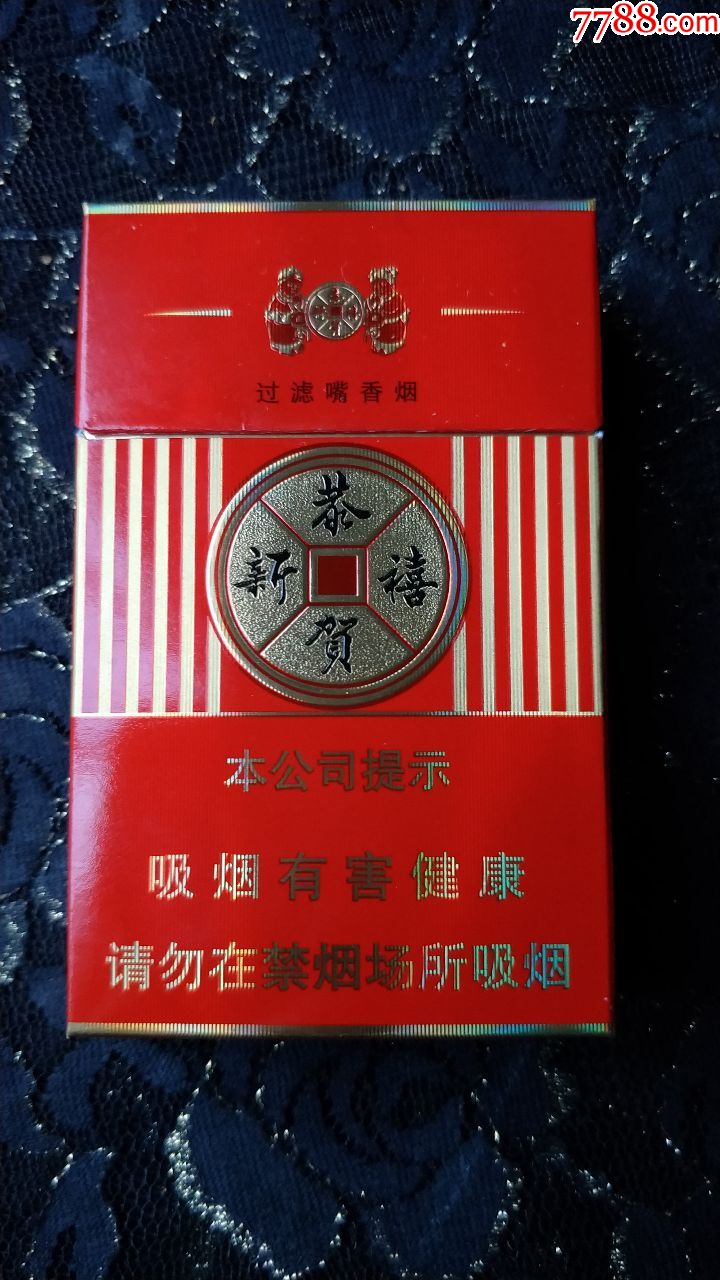 7788.com
过滤嘴香烟
恭
新 禧
贺
本公司提示
吸烟有害健康
请勿在禁烟场所吸烟